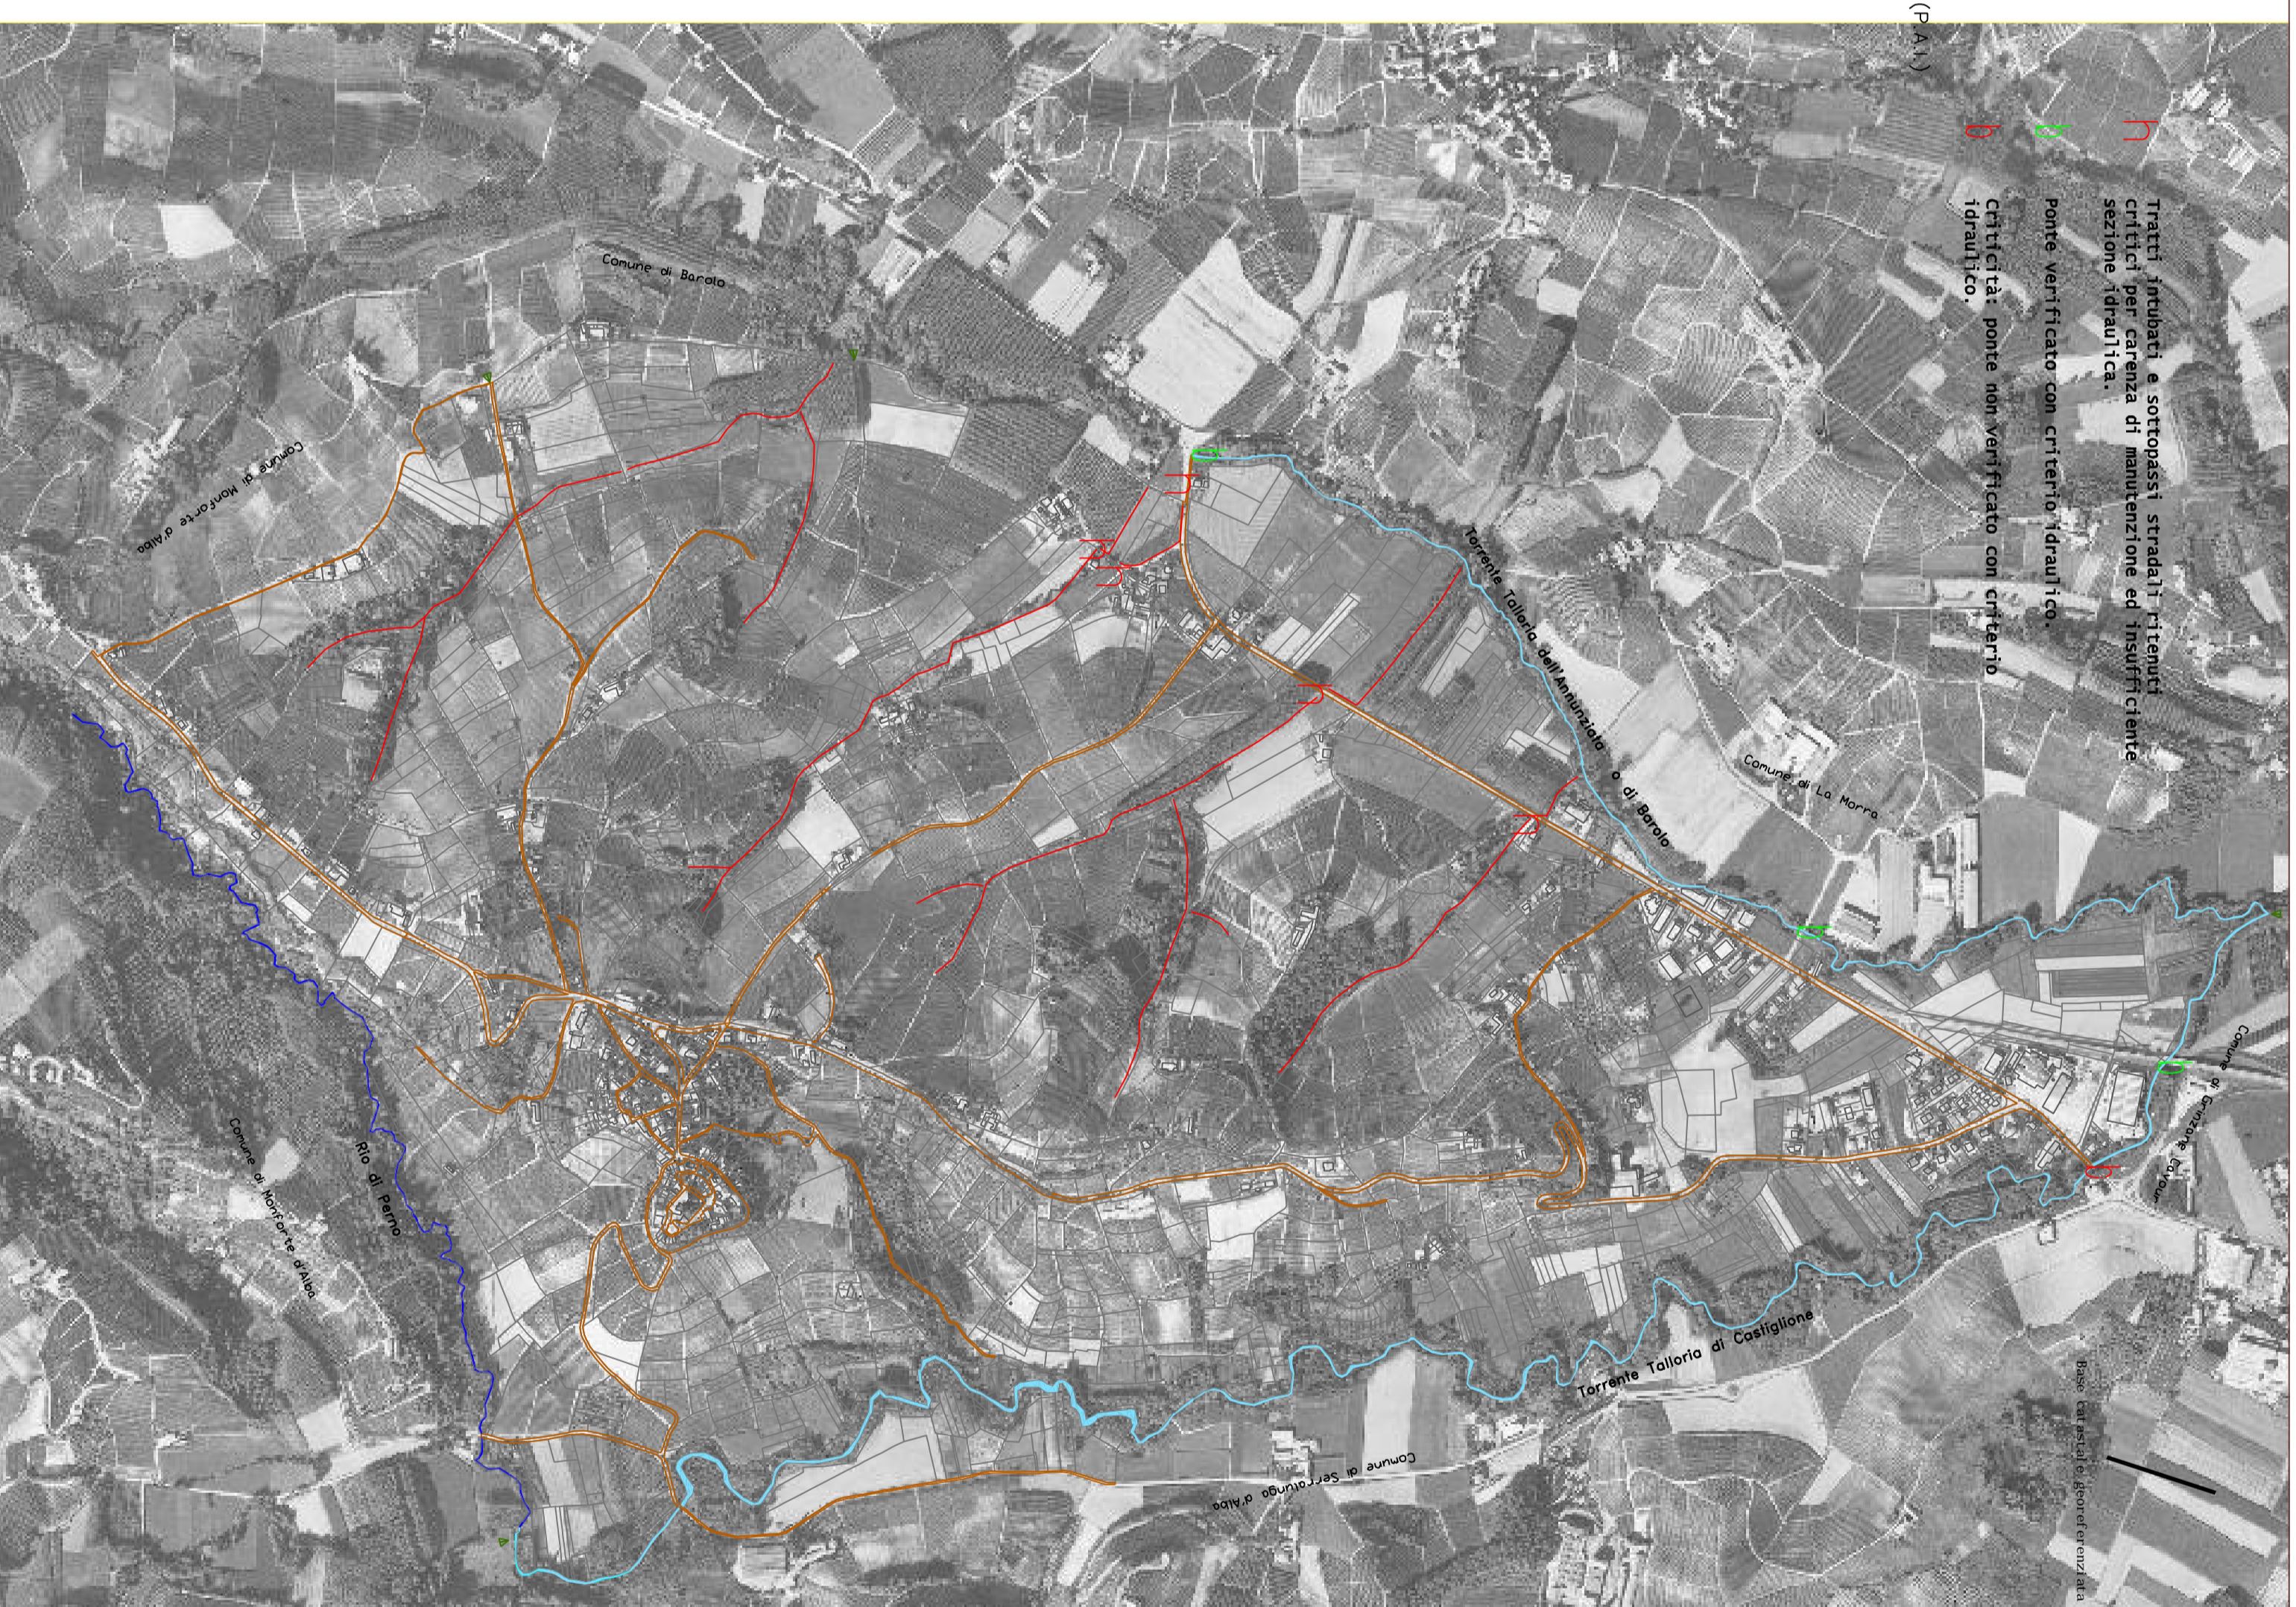 (P.A.I.)
Tratti intubati e sottopassi stradali ritenuti
critici per carenza di manutenzione ed insufficiente
sezione idraulica.
Ponte verificato con criterio idraulico.
Criticità: ponte non verificato con criterio
idraulico.
Comune di Barolo
Comune di Monforte d'Alba
Torrente Talloria dell'Annunziata o di Barolo
Comune di La Morra
Comune di Grinzane Cavour
Rio di Perno
Comune di Monforte d'Alba
Torrente Talloria di Castiglione
Comune di Serralunga d'Alba
Base catastale georeferenziata